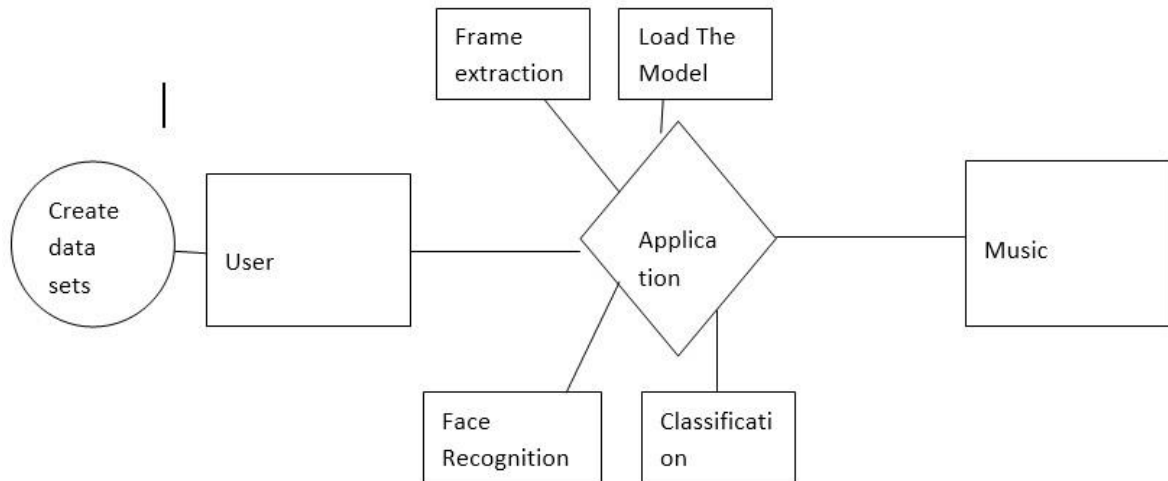 Frame
extraction
Load The
Model
Create
data
sets
User
Applica
tion
Music
Face
Recognition
Classificati
on